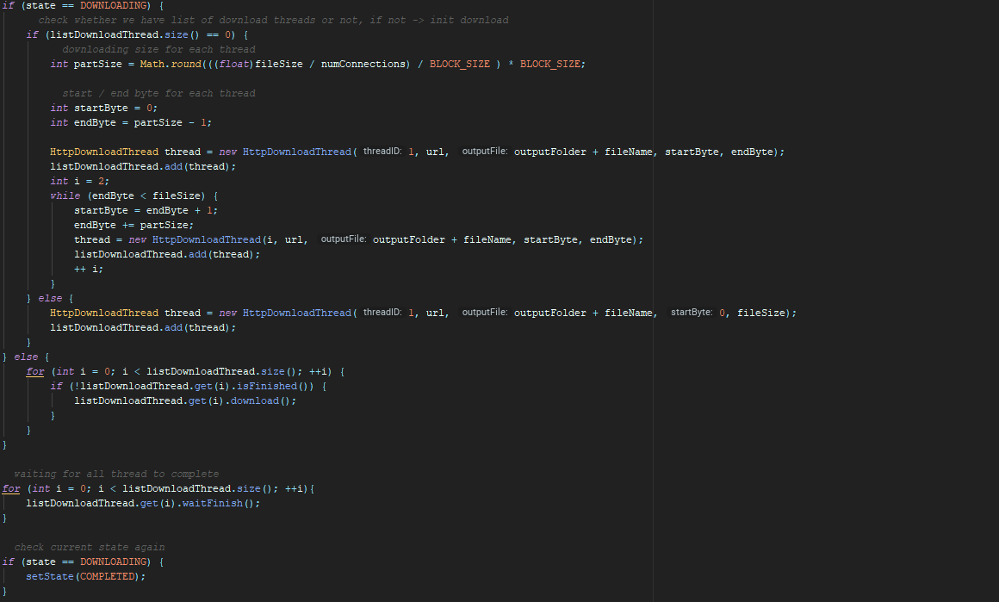 if (state == DOWNLOADING) {
check whether we have list of download threads or not, if not -> init download
if (listDownloadThread.size() == 0) {
downloading size for each thread
int partSize = Math.round(((float)fileSize / numConnections) / BLOCK_SIZE ) * BLOCK_SIZE;
start / end byte for each thread
int startByte = 0;
int endByte = partSize - 1;
HttpDownloadThread thread = new HttpDownloadThread( threadID: 1, url, outputFile: outputFolder + fileName, startByte, endByte);
listDownloadThread.add(thread);
int i = 2;
while (endByte < fileSize) {
startByte = endByte + 1;
endByte += partSize;
thread = new HttpDownloadThread(i, url, outputFile: outputFolder + fileName, startByte, endByte);
listDownloadThread.add(thread);
++ i;
}
} else {
HttpDownloadThread thread = new HttpDownloadThread( threadID: 1, url, outputFile: outputFolder + fileName, startByte: 0, fileSize);
listDownloadThread.add(thread);
}
} else {
for (int i = 0; i < listDownloadThread.size(); ++i) {
if (!listDownloadThread.get(i).isFinished()) {
listDownloadThread.get(i).download();
}
}
}
waiting for all thread to complete
for (int i = 0; i < listDownloadThread.size(); ++i){
listDownloadThread.get(i).waitFinish();
}
check current state again
if (state == DOWNLOADING) {
setState(COMPLETED);
}